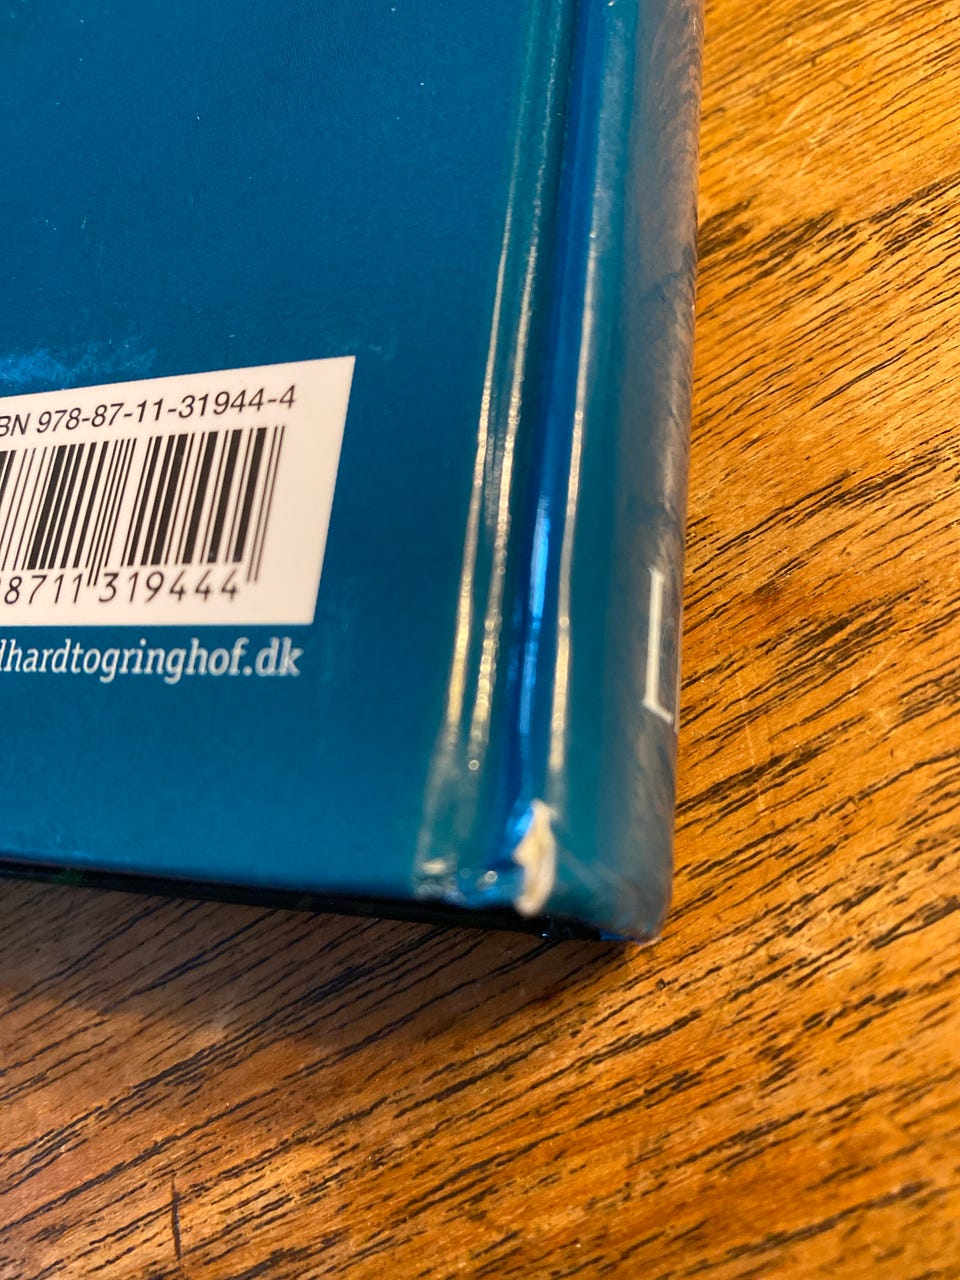 BN 978-87-11-31944-4
8711 319444
lhardtogringhof.dk
L